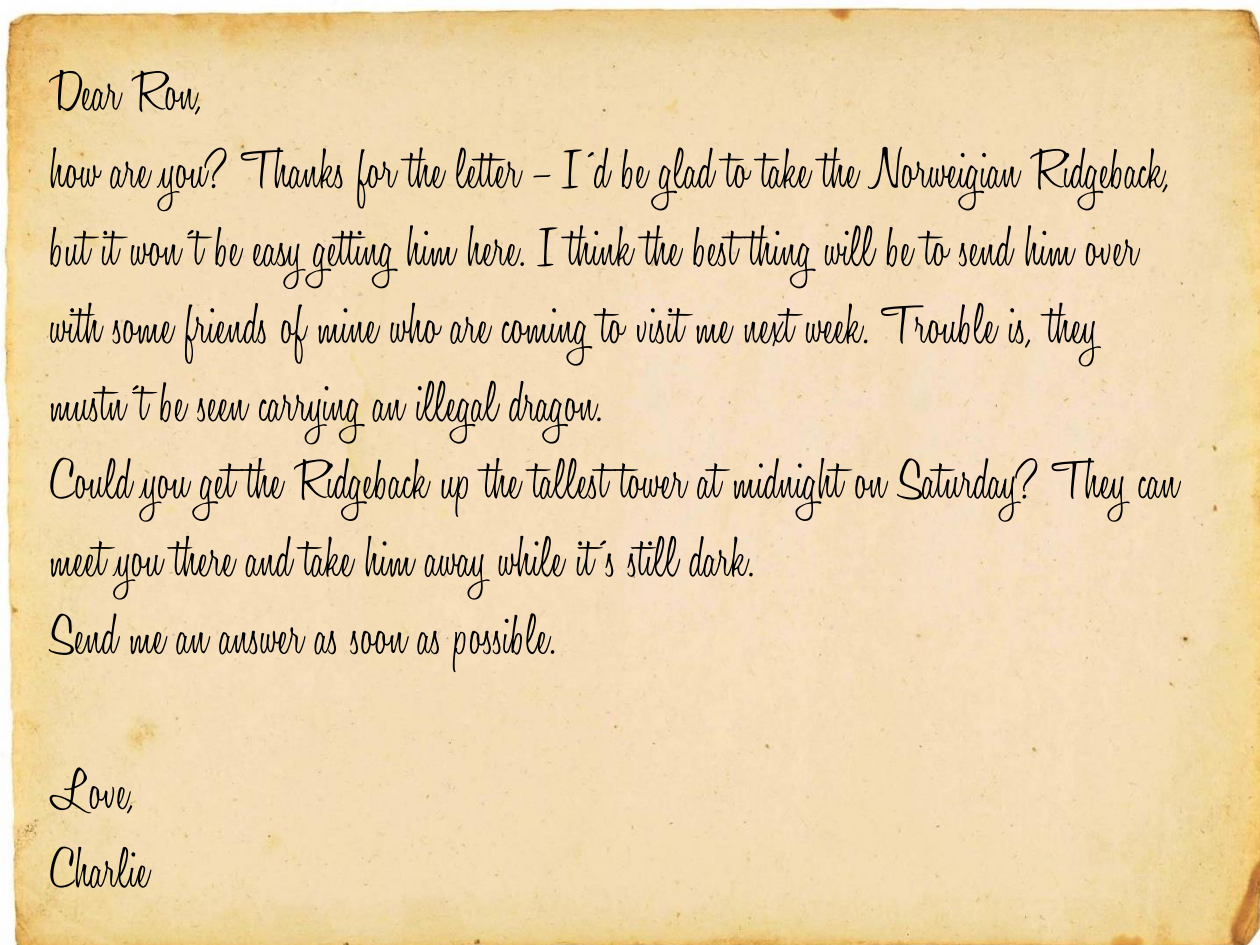 Dear Ron,
how are you? Thanks for the letter – I´d be glad to take the Norweigian Ridgeback,
but it won´t be easy getting him here. I think the best thing will be to send him over
with some friends of mine who are coming to visit me next week. Trouble is, they
mustn´t be seen carrying an illegal dragon.
Could you get the Ridgeback up the tallest tower at midnight on Saturday? They can
meet you there and take him away while it´s still dark.
Send me an answer as soon as possible.
Love,
Charlie